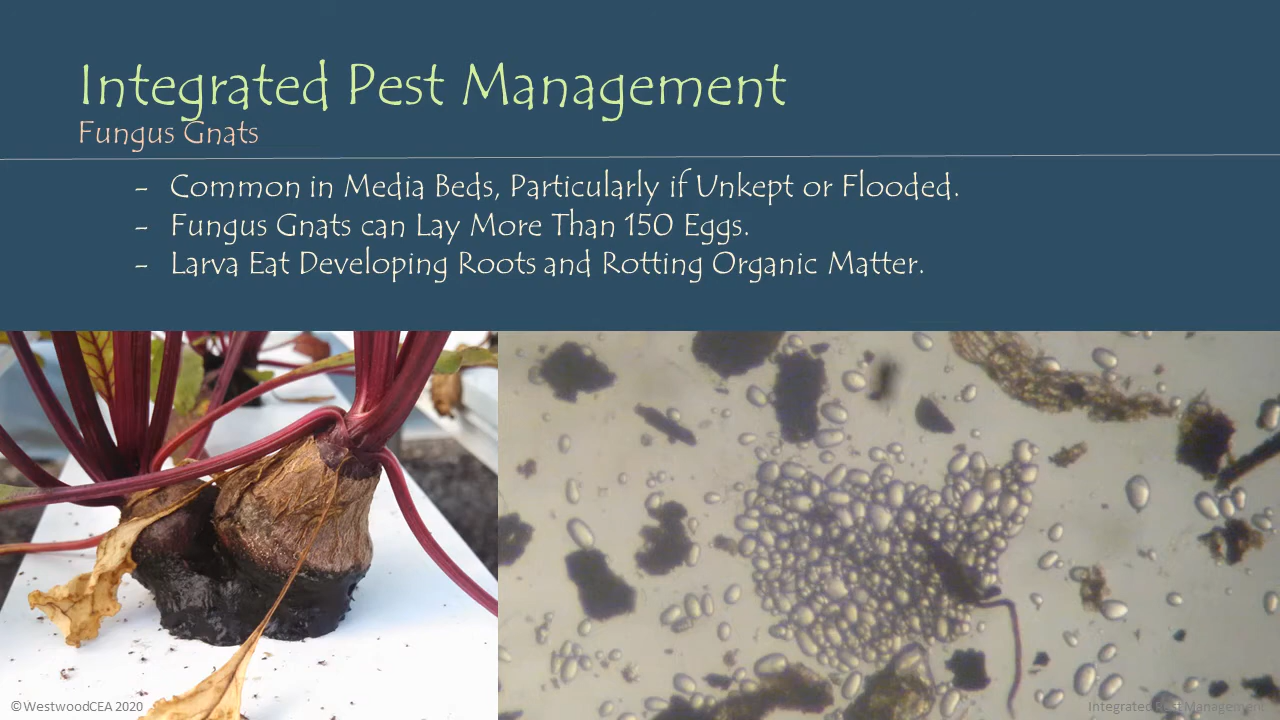 Integrated Pest Management
Fungus Gnats
- Common in Media Beds, Particularly if Unkept or Flooded.
- Fungus Gnats can Lay More Than 150 Eggs.
- Larva Eat Developing Roots and Rotting Organic Matter.
©WestwoodCEA 2020
Integrated Pest Management